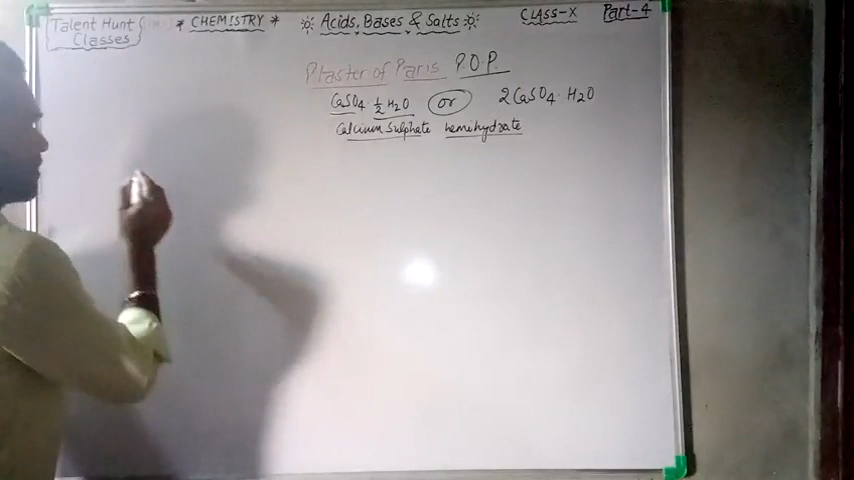 Talent Hunt Classes
* CHEMISTRY *
Acids, Bases & Salts
CLASS-X
Part-4
Plaster of Paris P.O.P.
CaSO4 · ½ H2O or 2CaSO4 · H2O
Calcium Sulphate hemihydrate